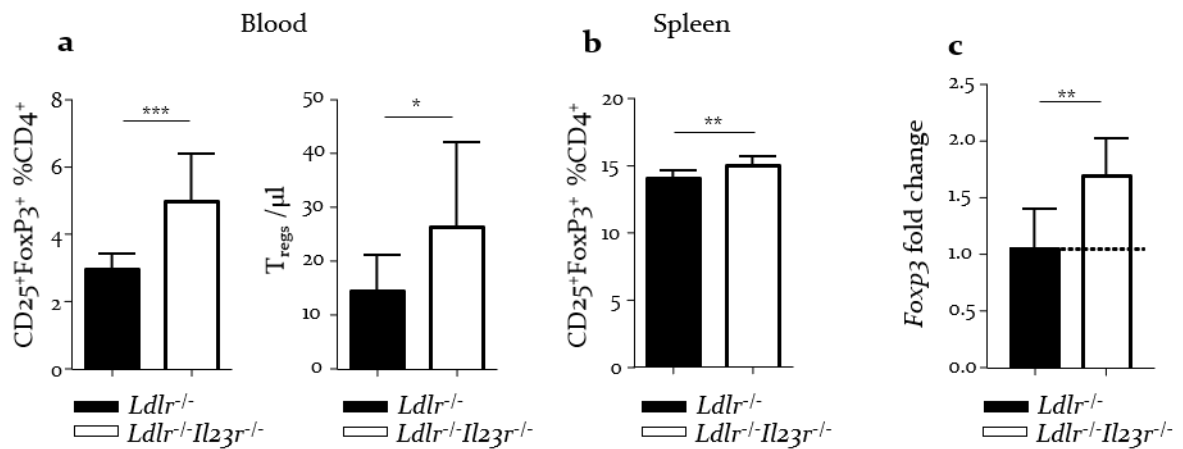 Blood
Spleen
a
b
c
CD25⁺FoxP3⁺ %CD4⁺
8
6
4
2
0
***
Ldlr⁻/⁻
Ldlr⁻/⁻Il23r⁻/⁻
Tregs /μl
50
40
30
20
10
0
*
Ldlr⁻/⁻
Ldlr⁻/⁻Il23r⁻/⁻
CD25⁺FoxP3⁺ %CD4⁺
20
15
10
5
0
**
Ldlr⁻/⁻
Ldlr⁻/⁻Il23r⁻/⁻
Foxp3 fold change
2.5
2.0
1.5
1.0
0.5
0.0
**
Ldlr⁻/⁻
Ldlr⁻/⁻Il23r⁻/⁻